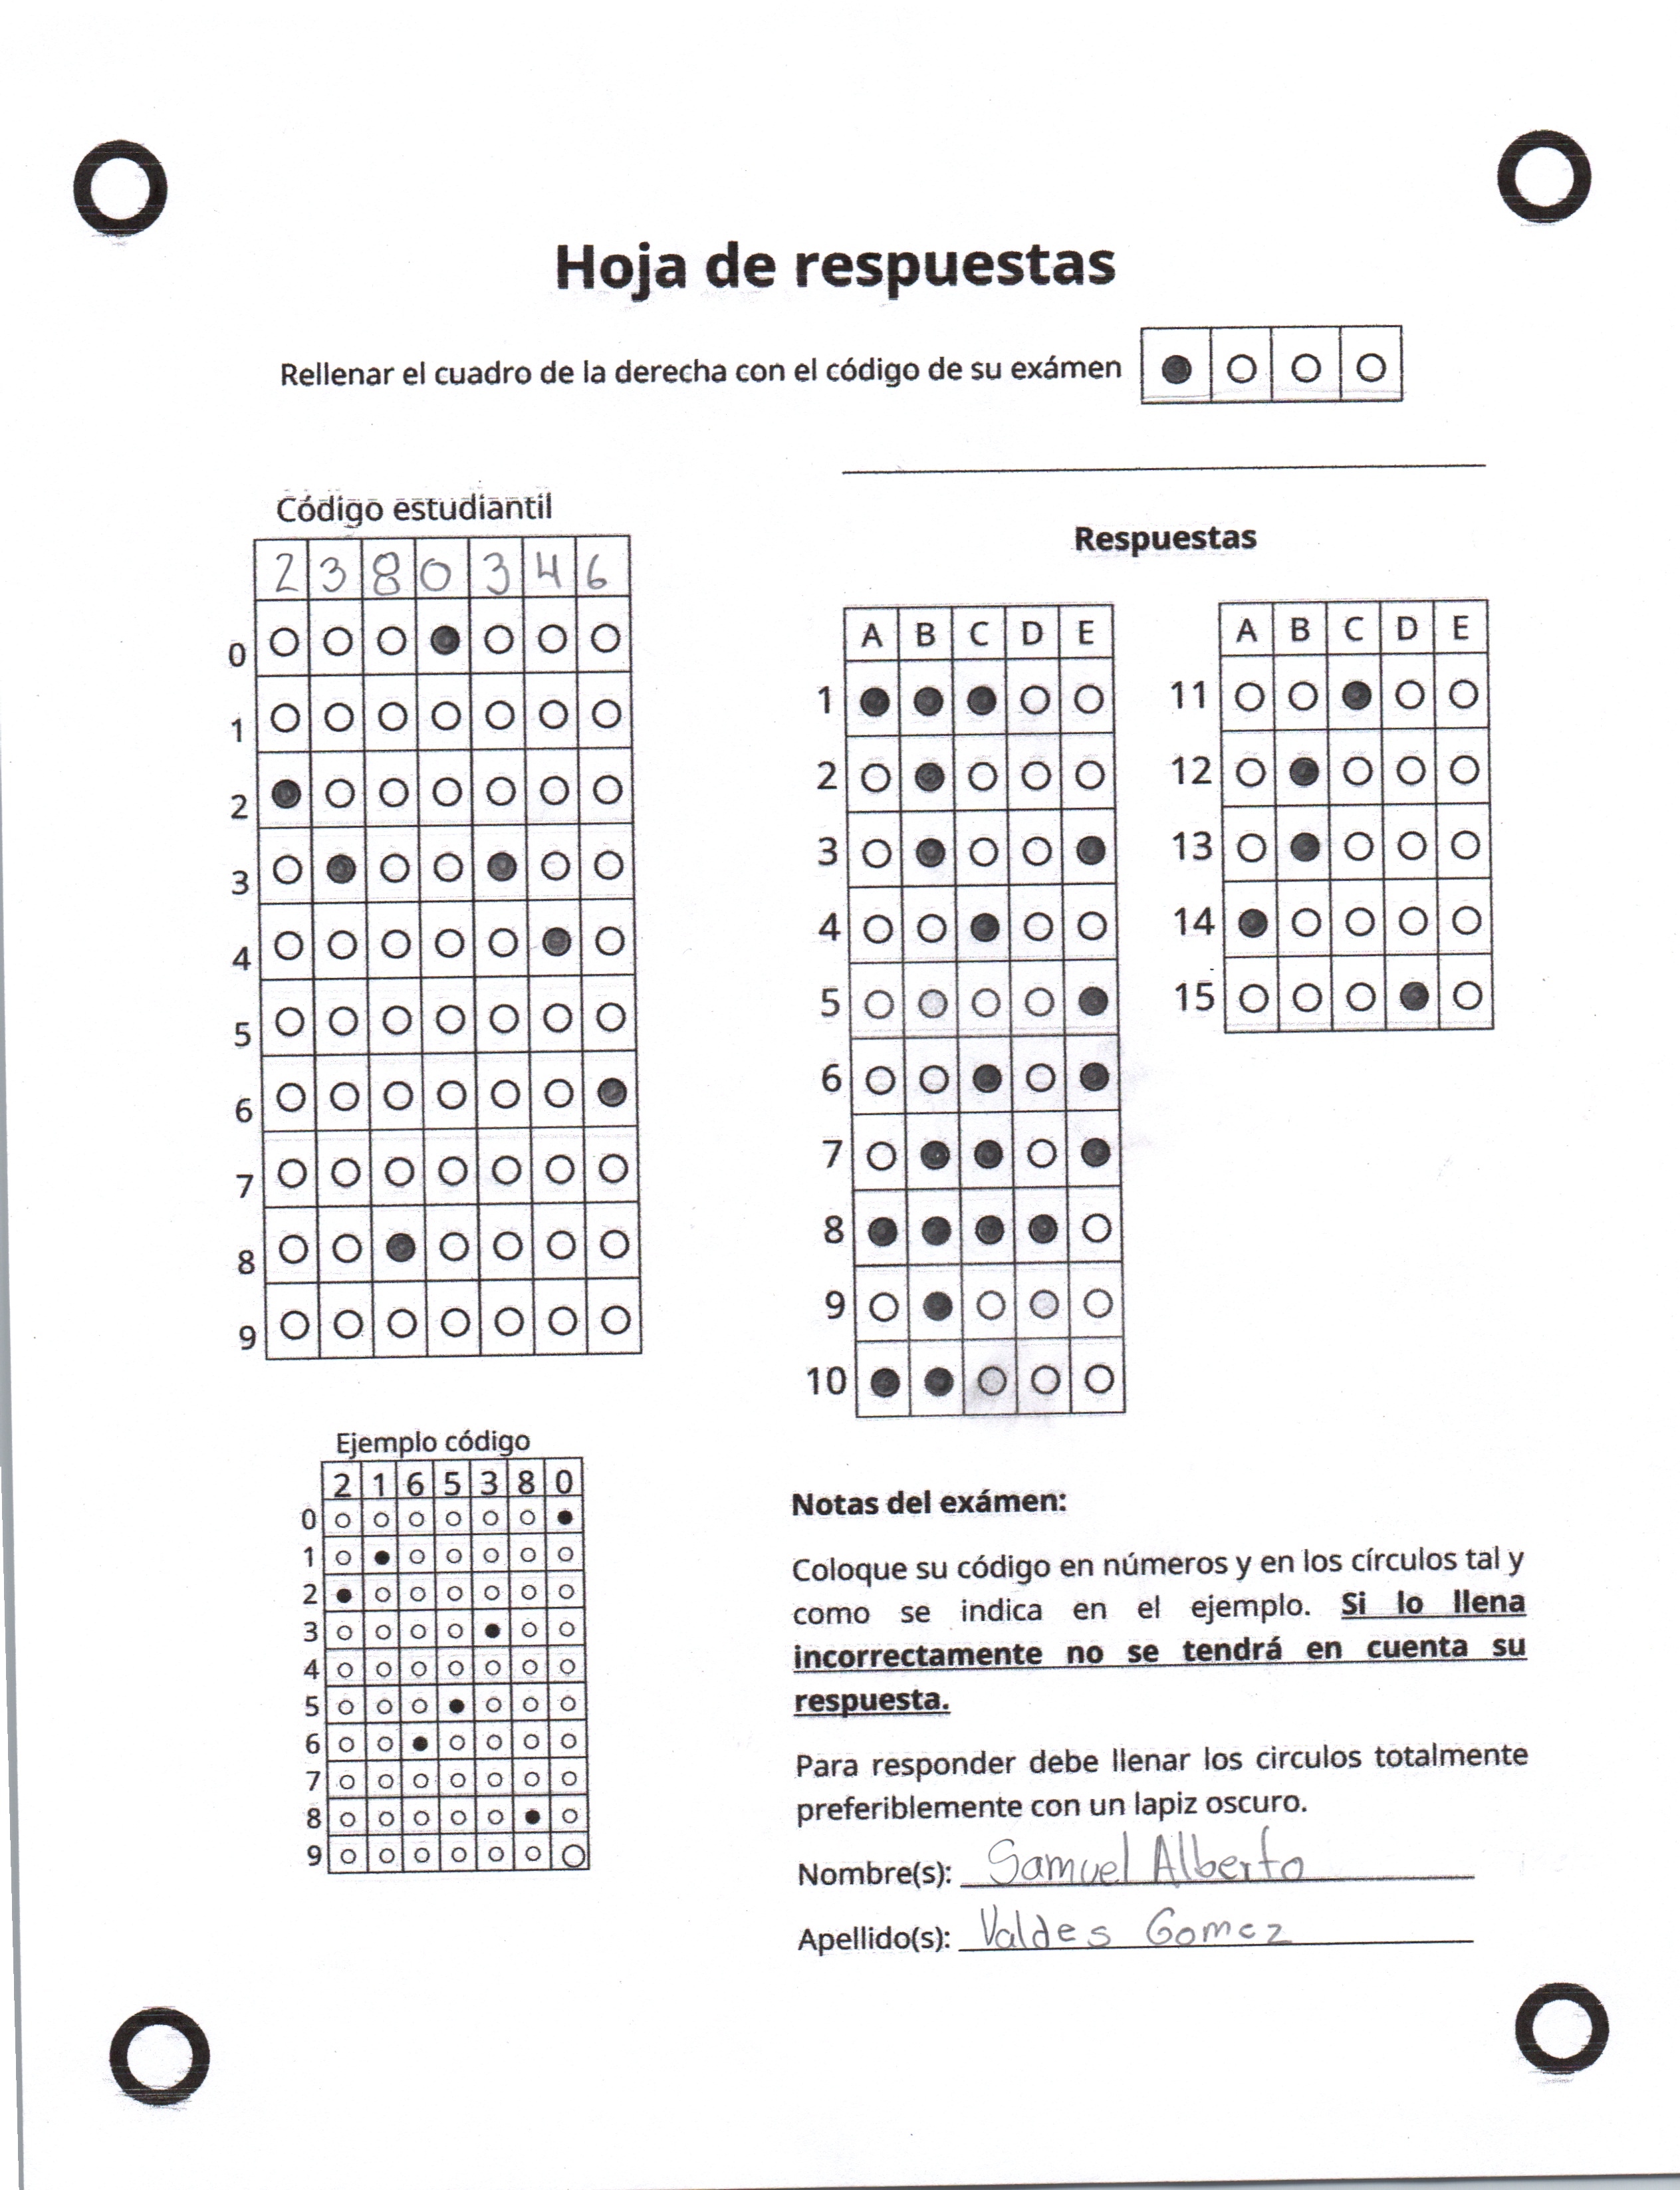 Hoja de respuestas
Rellenar el cuadro de la derecha con el código de su exámen
Código estudiantil
2 3 8 0 3 4 6
0
1
2
3
4
5
6
7
8
9
Respuestas
A B C D E
1
2
3
4
5
6
7
8
9
10
A B C D E
11
12
13
14
15
Ejemplo código
2 1 6 5 3 8 0
0
1
2
3
4
5
6
7
8
9
Notas del exámen:
Coloque su código en números y en los círculos tal y
como se indica en el ejemplo. Si lo llena
incorrectamente no se tendrá en cuenta su
respuesta.
Para responder debe llenar los circulos totalmente
preferiblemente con un lapiz oscuro.
Nombre(s): Samuel Alberto
Apellido(s): Valdes Gomez